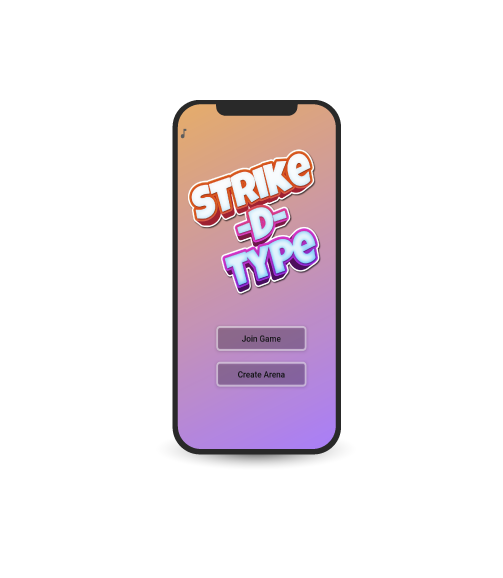 STRIKE
-D-
TYPe
Join Game
Create Arena